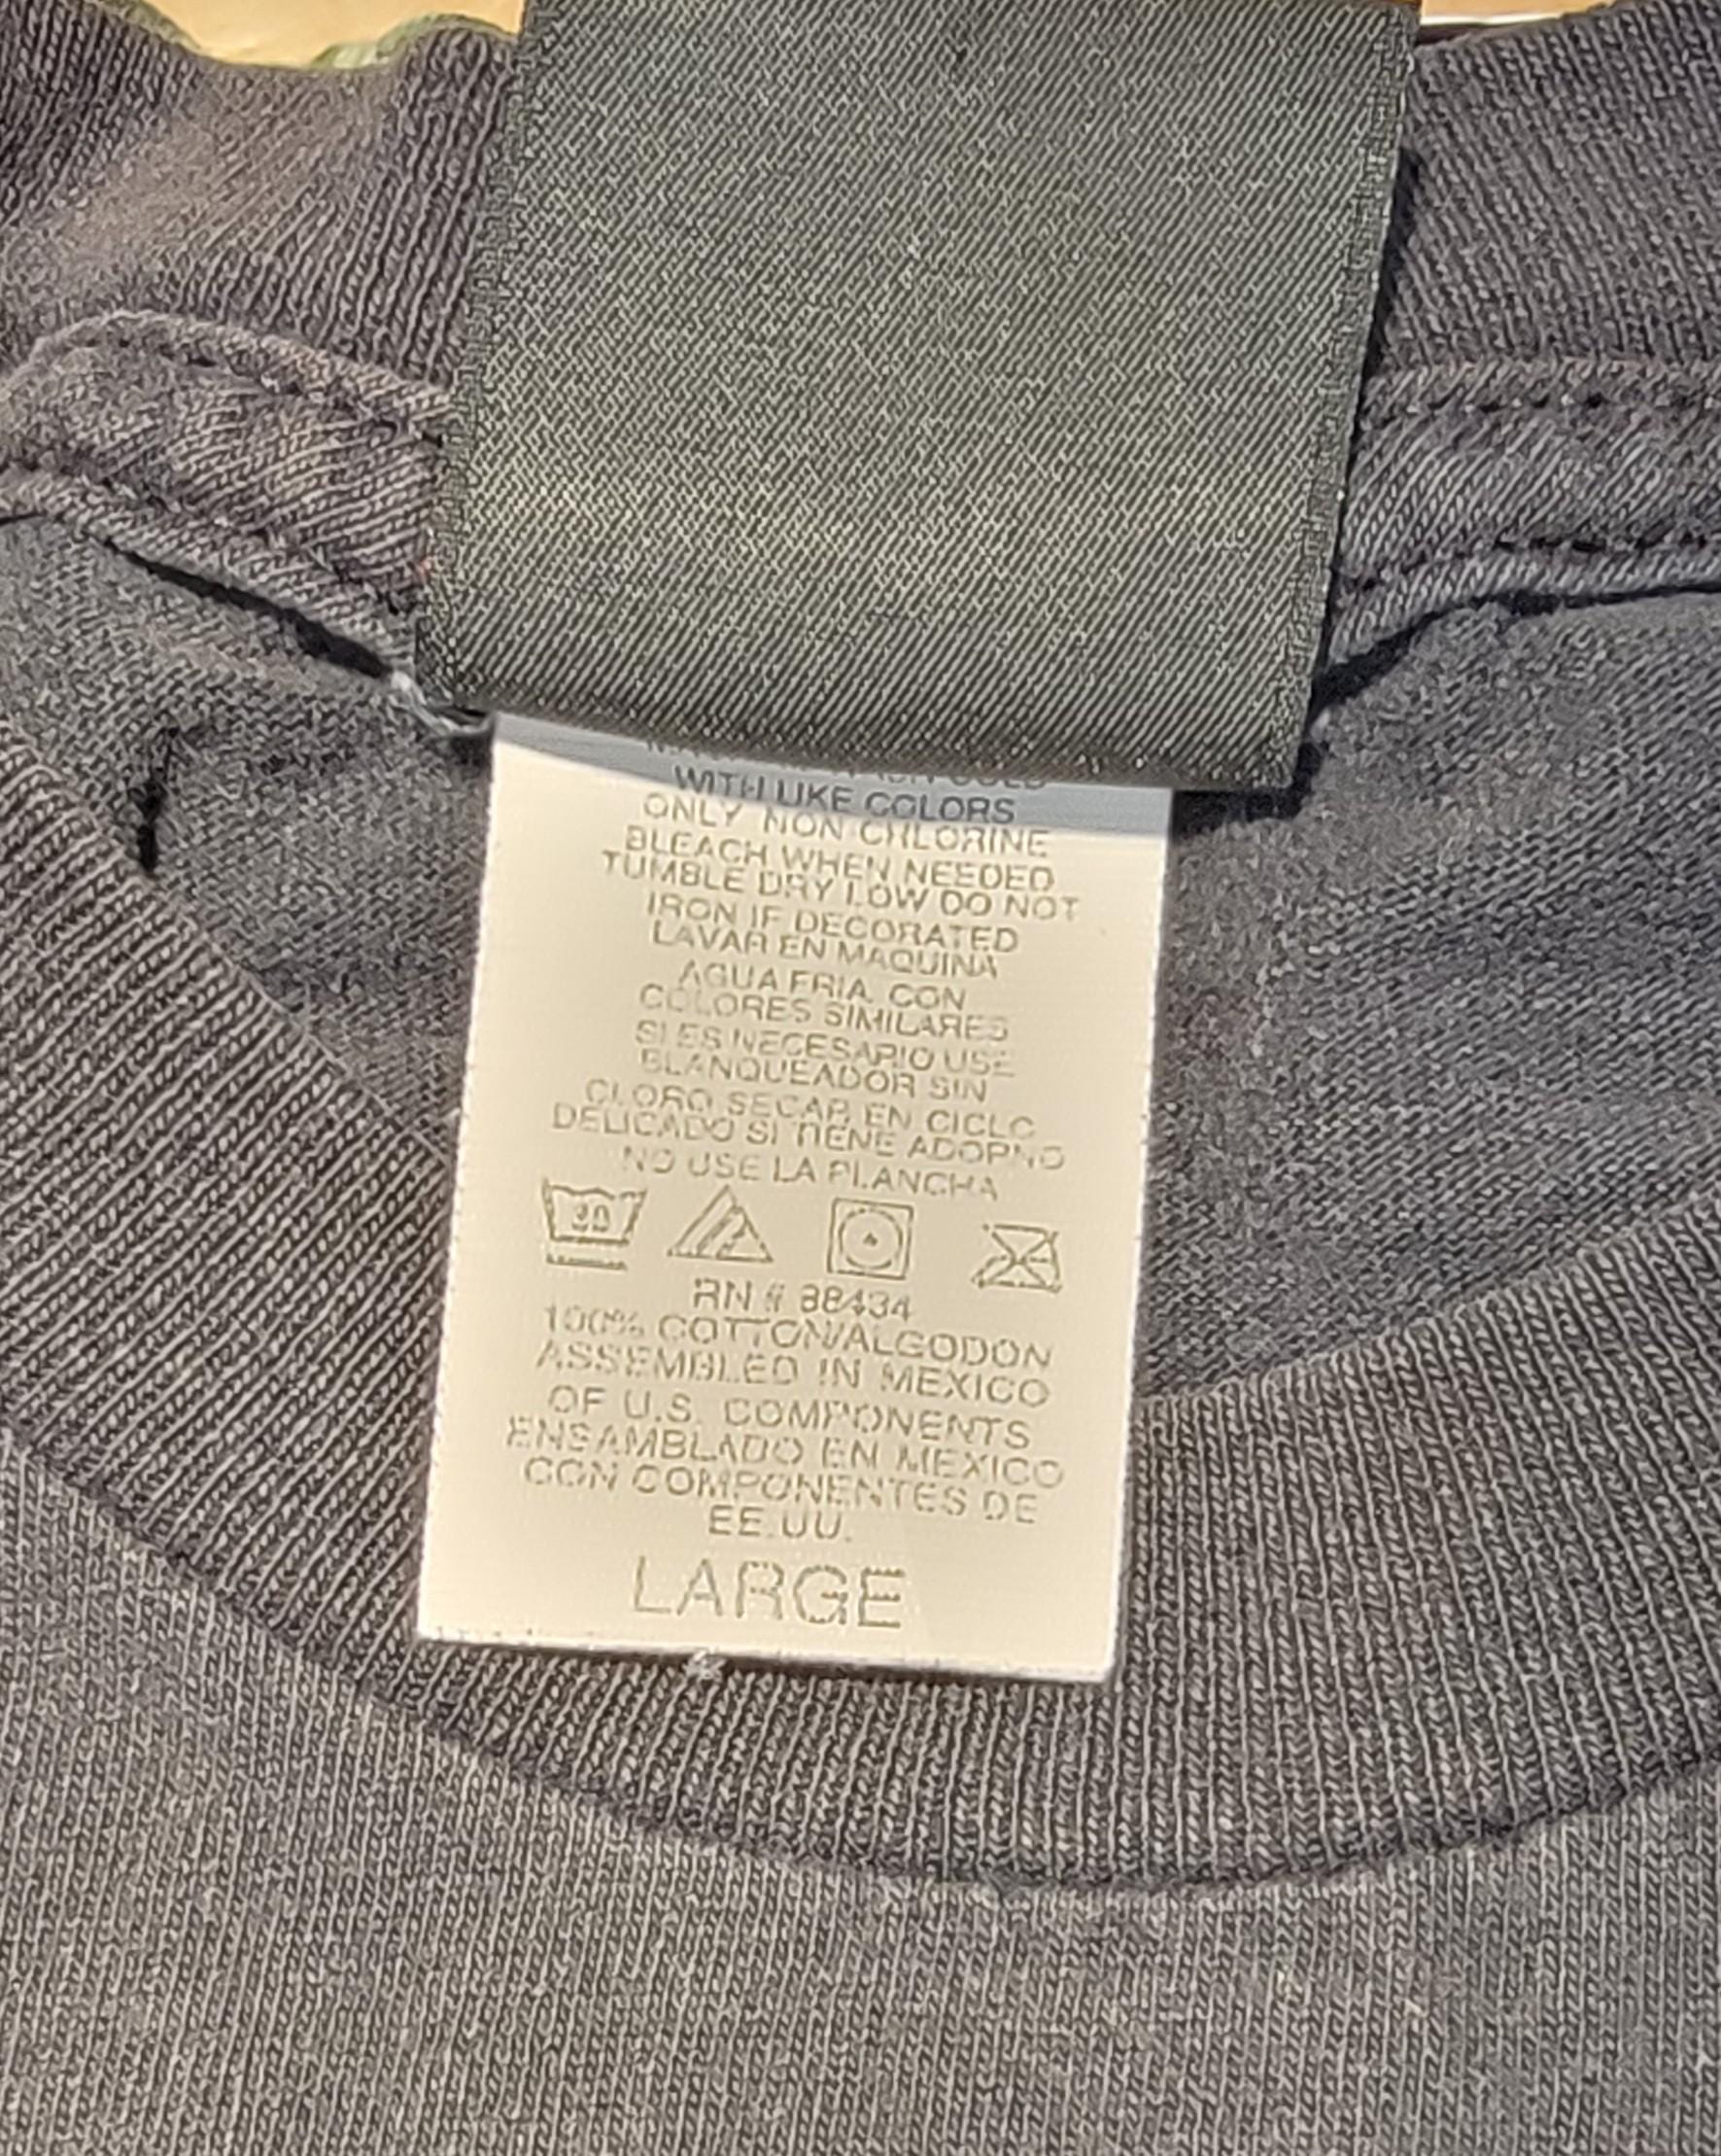 WITH LIKE COLORS
ONLY NON CHLORINE
BLEACH WHEN NEEDED
TUMBLE DRY LOW DO NOT
IRON IF DECORATED
LAVAR EN MAQUINA
AGUA FRIA CON
COLORES SIMILARES
SI ES NECESARIO USE
BLANQUEADOR SIN
CLORO SECAR EN CICLO
DELICADO SI TIENE ADORNO
NO USE LA PLANCHA
30
RN # 88434
100% COTTON/ALGODON
ASSEMBLED IN MEXICO
OF U.S. COMPONENTS
ENSAMBLADO EN MEXICO
CON COMPONENTES DE
EE.UU.
LARGE